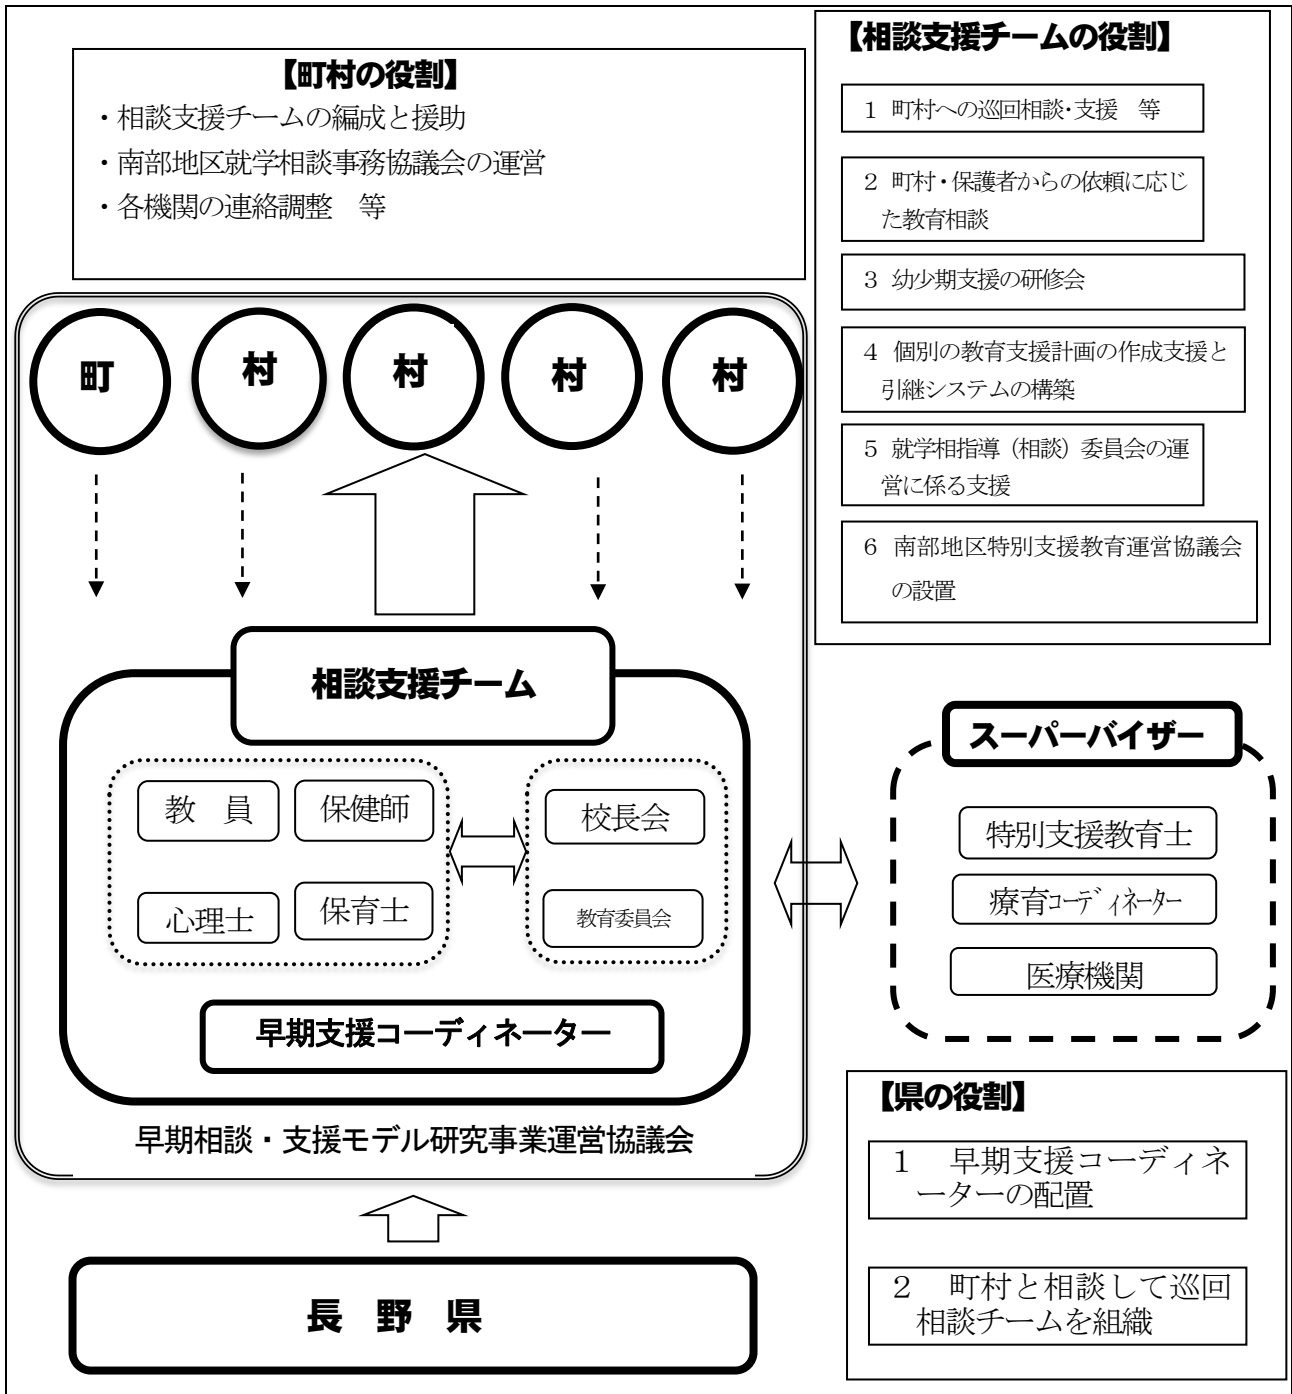 【町村の役割】
・相談支援チームの編成と援助
・南部地区就学相談事務協議会の運営
・各機関の連絡調整　等
【相談支援チームの役割】
１ 町村への巡回相談・支援　等
２ 町村・保護者からの依頼に応じ
た教育相談
３ 幼少期支援の研修会
４ 個別の教育支援計画の作成支援と
引継システムの構築
５ 就学相指導（相談）委員会の運
営に係る支援
６ 南部地区特別支援教育運営協議会
の設置
町
村
村
村
村
相談支援チーム
教　員
保健師
心理士
保育士
校長会
教育委員会
早期支援コーディネーター
早期相談・支援モデル研究事業運営協議会
スーパーバイザー
特別支援教育士
療育ｺｰﾃﾞｨﾈｰﾀｰ
医療機関
長　野　県
【県の役割】
１　早期支援コーディネ
ーターの配置
２　町村と相談して巡回
相談チームを組織